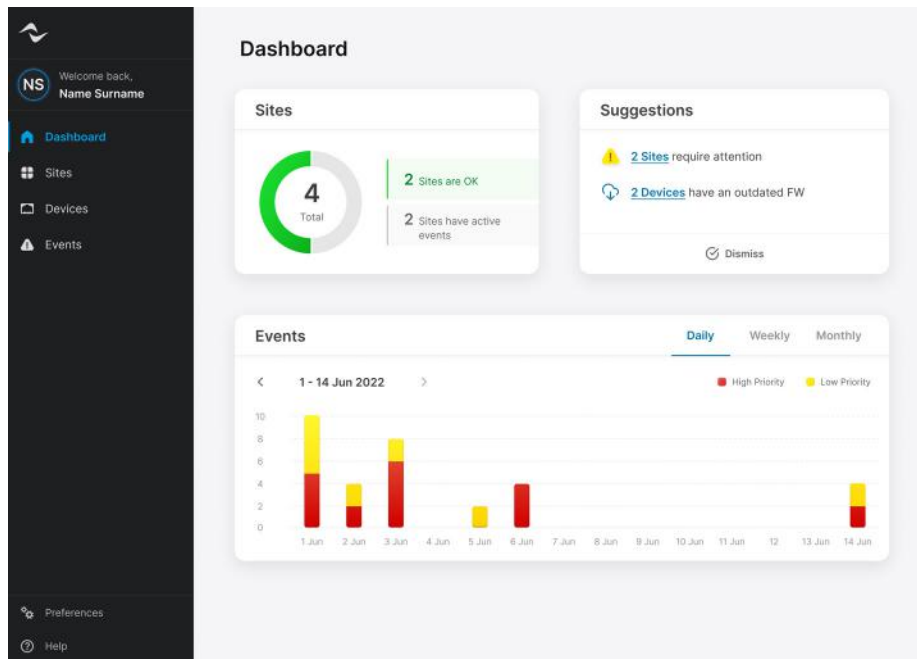 NS
Welcome back,
Name Surname
Dashboard
Sites
Devices
Events
Preferences
Help
Dashboard
Sites
4
Total
2 Sites are OK
2 Sites have active
events
Suggestions
2 Sites require attention
2 Devices have an outdated FW
Dismiss
Events
Daily Weekly Monthly
1 - 14 Jun 2022
High Priority Low Priority
10
8
6
4
2
0
1 Jun 2 Jun 3 Jun 4 Jun 5 Jun 6 Jun 7 Jun 8 Jun 9 Jun 10 Jun 11 Jun 12 13 Jun 14 Jun